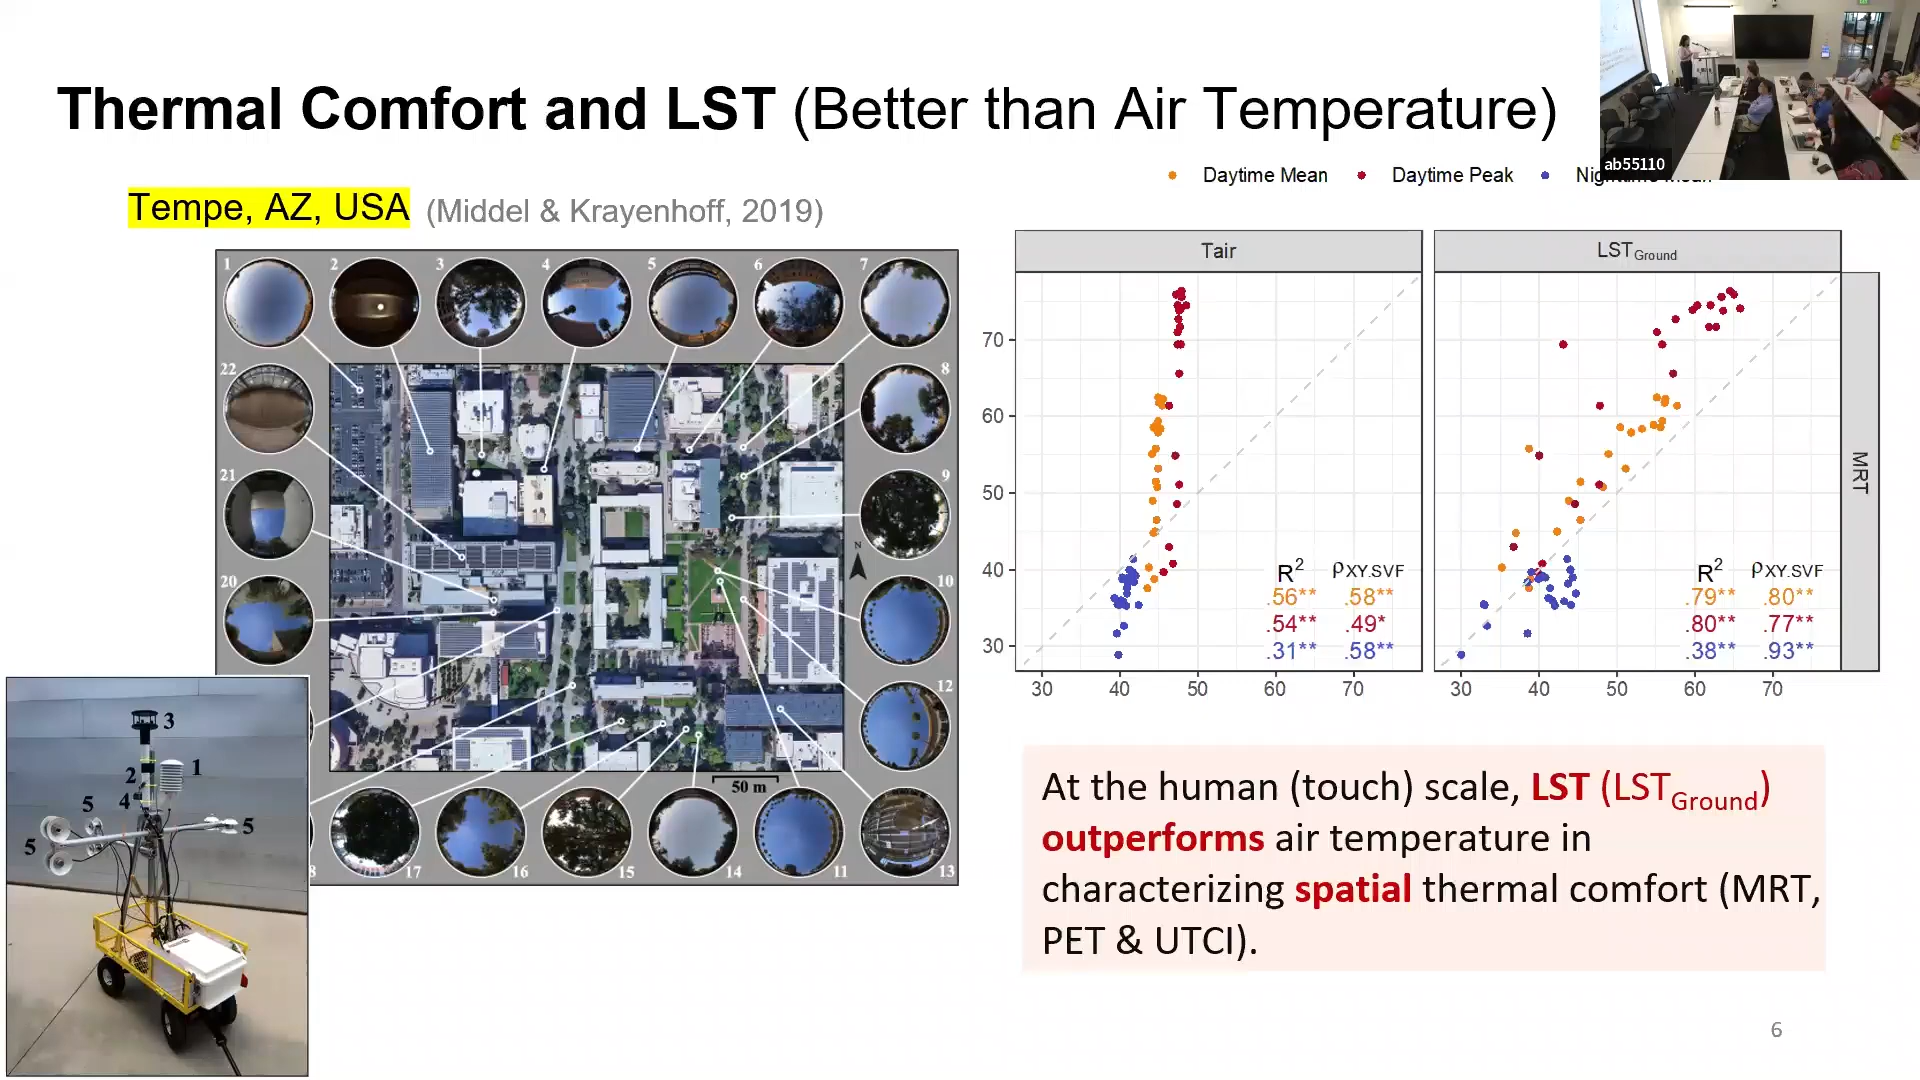 Thermal Comfort and LST (Better than Air Temperature)
ab55110
Daytime Mean
Daytime Peak
Tempe, AZ, USA (Middel & Krayenhoff, 2019)
1
2
3
4
5
6
7
22
8
21
9
20
10
12
8
17
16
15
14
11
13
N
50 m
3
2
1
4
5
5
5
Tair
LST Ground
70
60
50
40
30
R² ρXY.SVF
.56** .58**
.54** .49*
.31** .58**
R² ρXY.SVF
.79** .80**
.80** .77**
.38** .93**
MRT
30 40 50 60 70
30 40 50 60 70
At the human (touch) scale, LST (LSTGround)
outperforms air temperature in
characterizing spatial thermal comfort (MRT,
PET & UTCI).
6